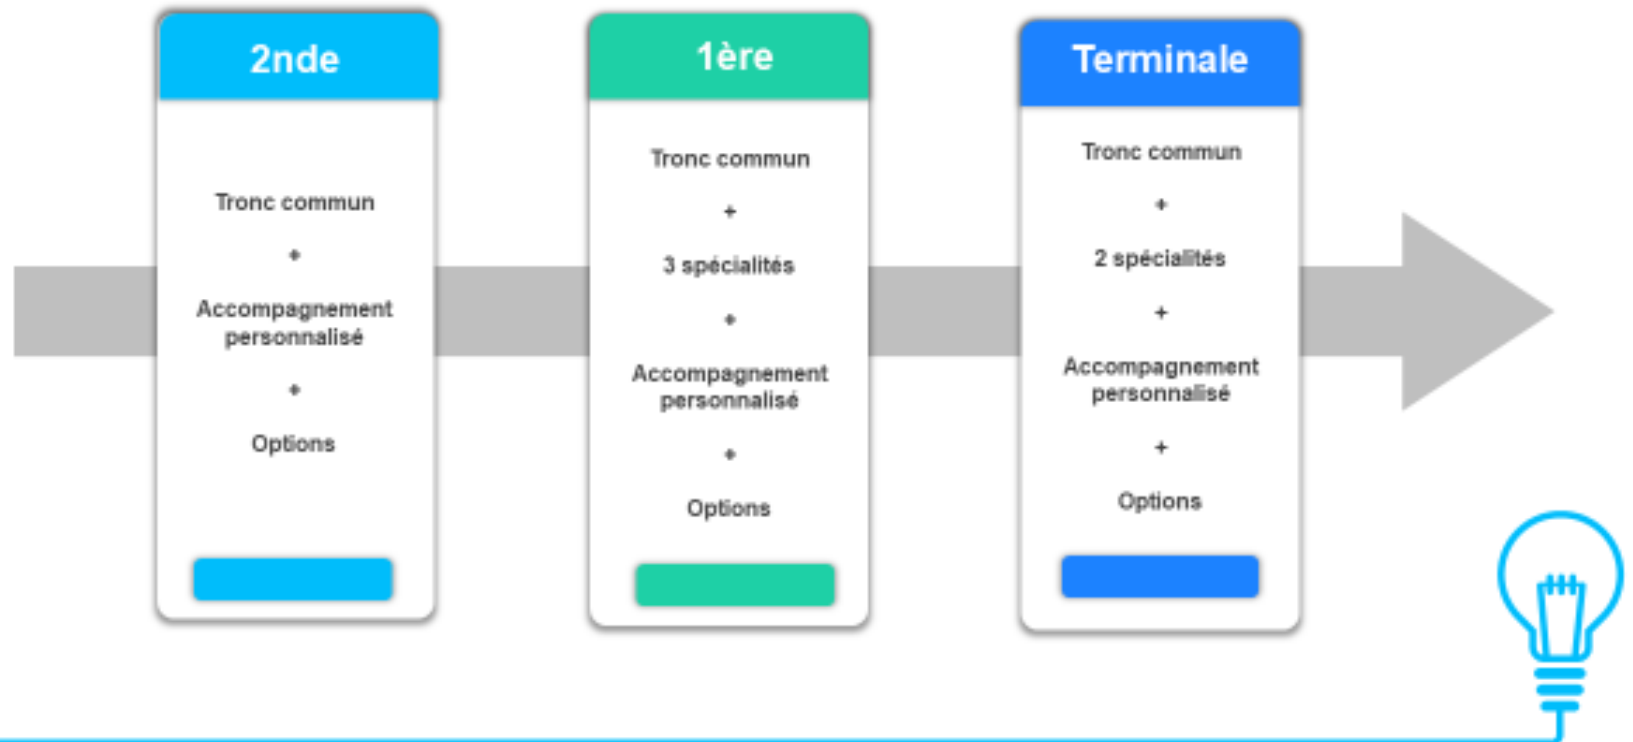 2nde
Tronc commun
+
Accompagnement
personnalisé
+
Options
1ère
Tronc commun
+
3 spécialités
+
Accompagnement
personnalisé
+
Options
Terminale
Tronc commun
+
2 spécialités
+
Accompagnement
personnalisé
+
Options